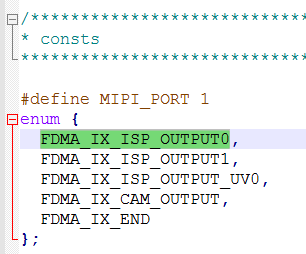 /******************************
* consts
******************************
#define MIPI_PORT 1
enum {
FDMA_IX_ISP_OUTPUT0,
FDMA_IX_ISP_OUTPUT1,
FDMA_IX_ISP_OUTPUT_UV0,
FDMA_IX_CAM_OUTPUT,
FDMA_IX_END
};